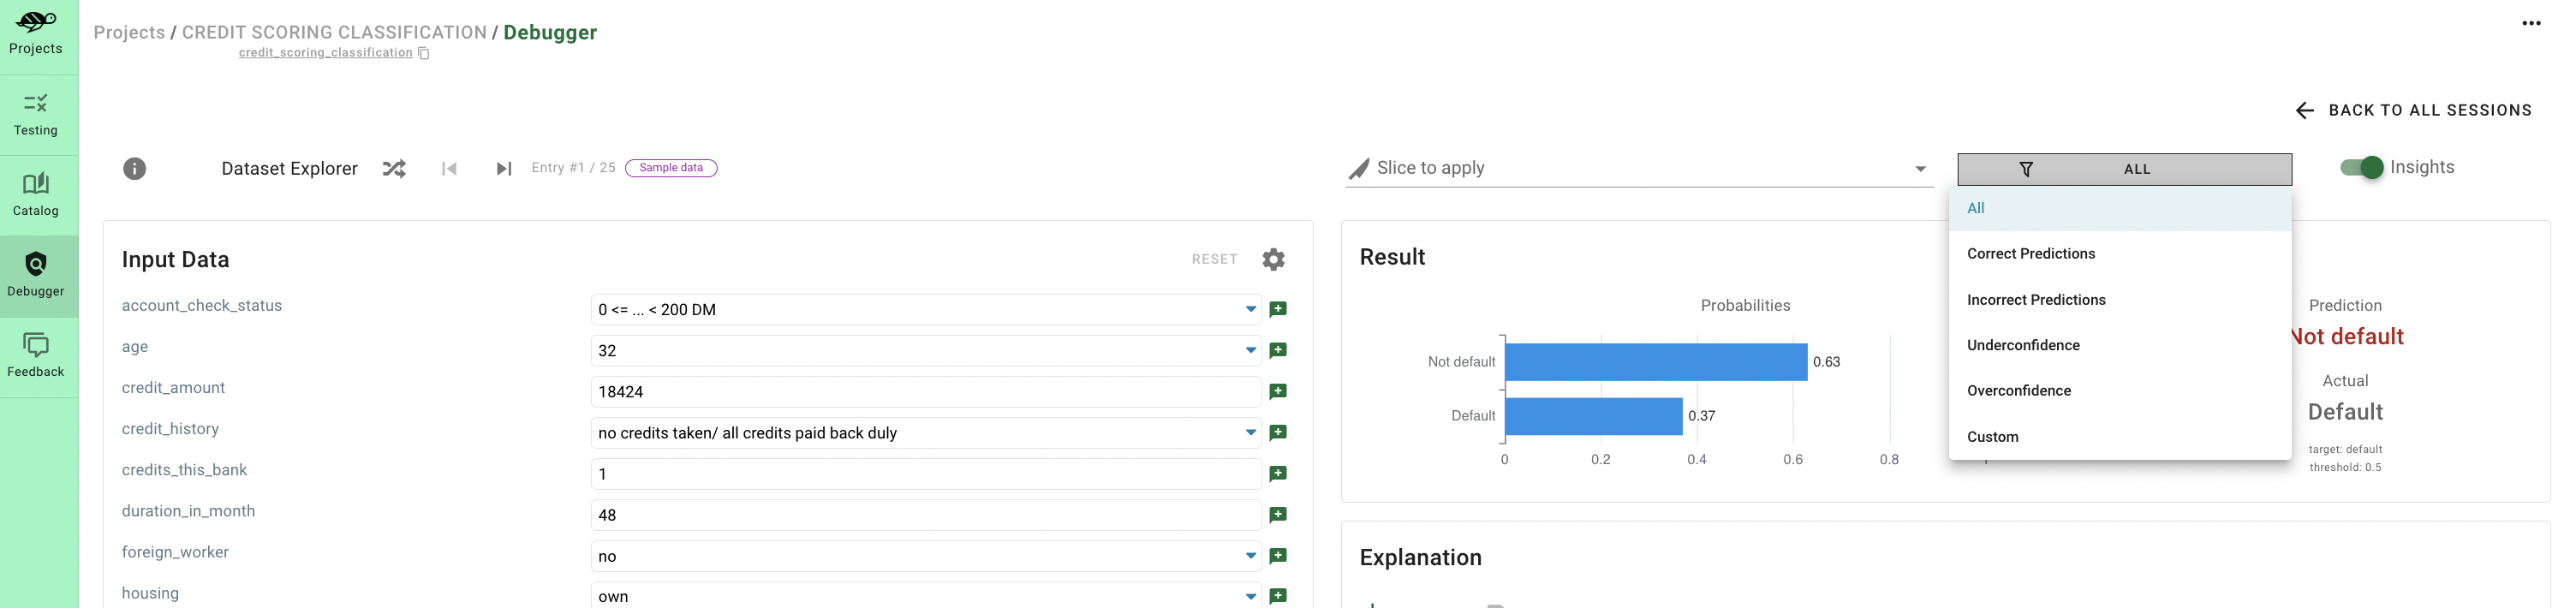 Projects
Testing
Catalog
Debugger
Feedback
Projects / CREDIT SCORING CLASSIFICATION / Debugger
credit_scoring_classification
BACK TO ALL SESSIONS
Dataset Explorer
Entry #1 / 25
Sample data
Slice to apply
ALL
Insights
All
Correct Predictions
Incorrect Predictions
Underconfidence
Overconfidence
Custom
Input Data
RESET
account_check_status
0 <= ... < 200 DM
age
32
credit_amount
18424
credit_history
no credits taken/ all credits paid back duly
credits_this_bank
1
duration_in_month
48
foreign_worker
no
housing
own
Result
Probabilities
Not default
0.63
Default
0.37
0 0.2 0.4 0.6 0.8
Prediction
Not default
Actual
Default
target: default
threshold: 0.5
Explanation